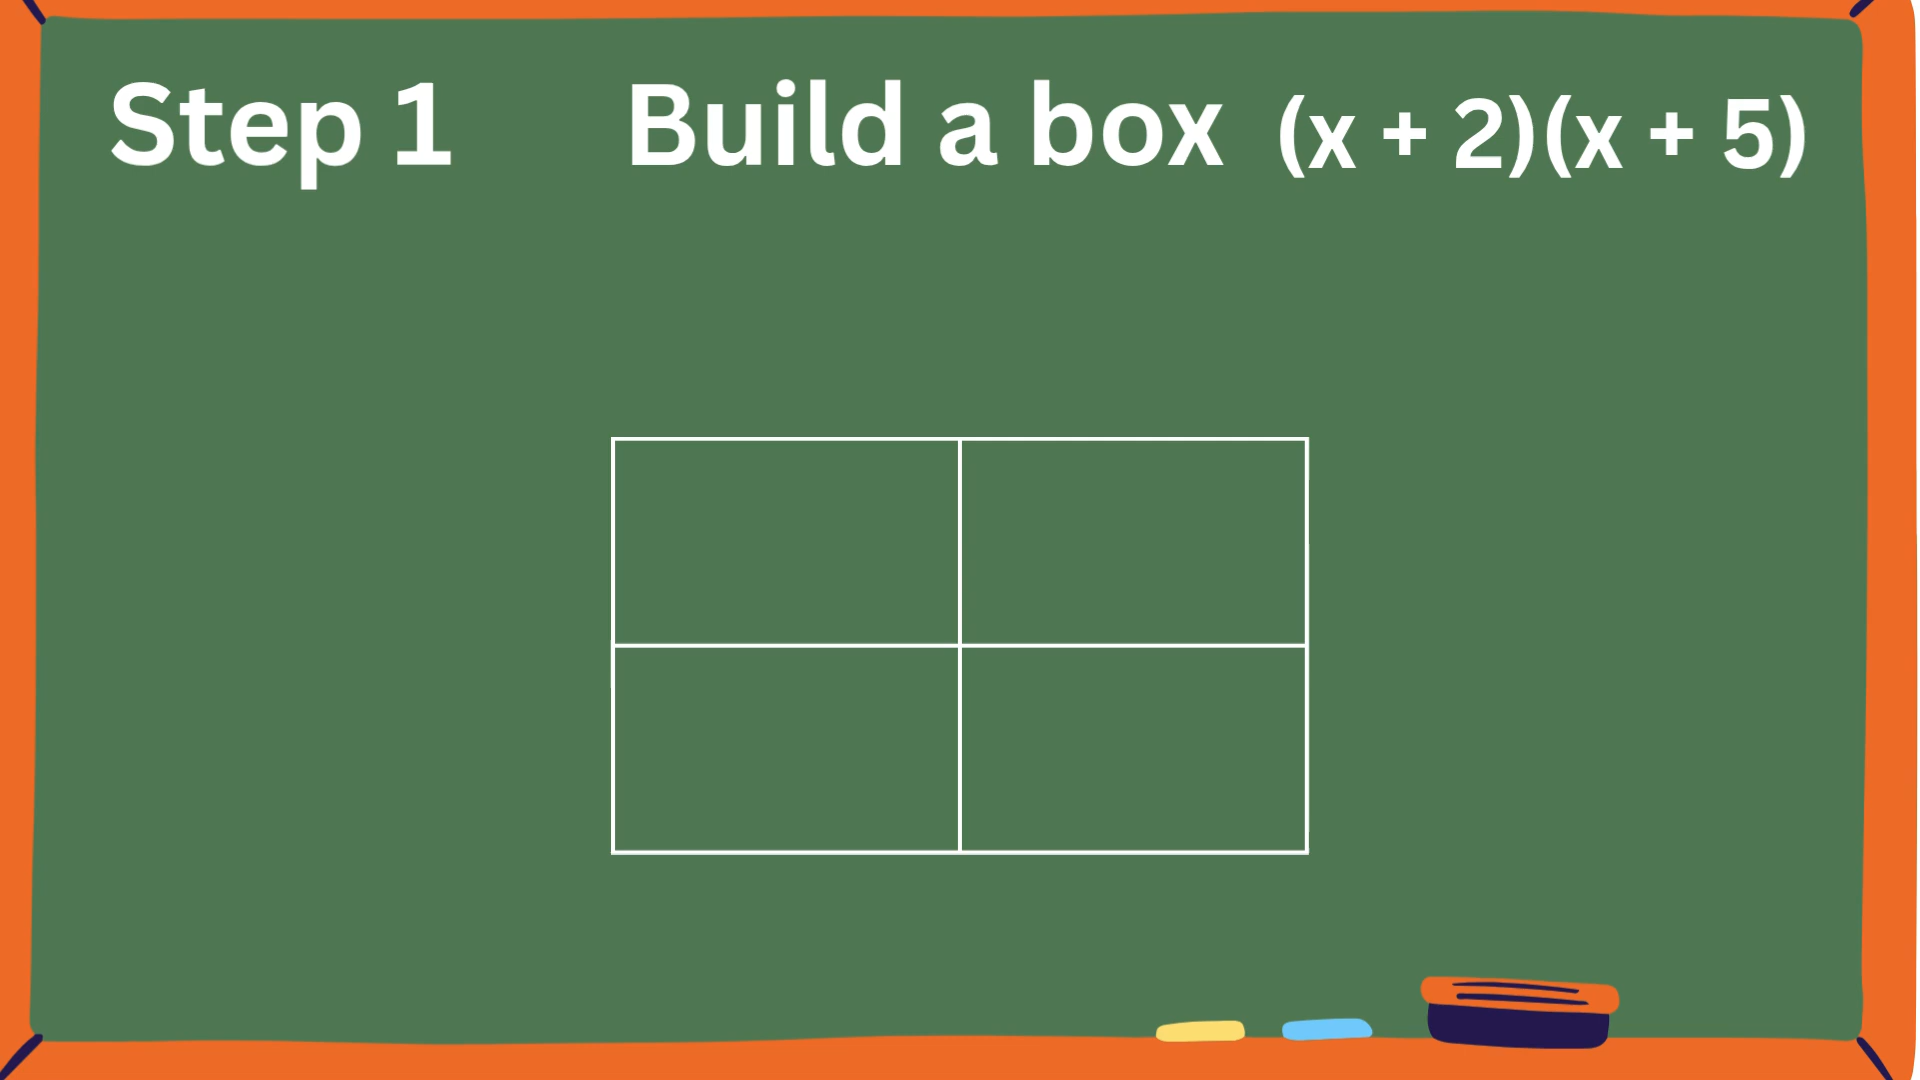 Step 1 Build a box (x + 2)(x + 5)